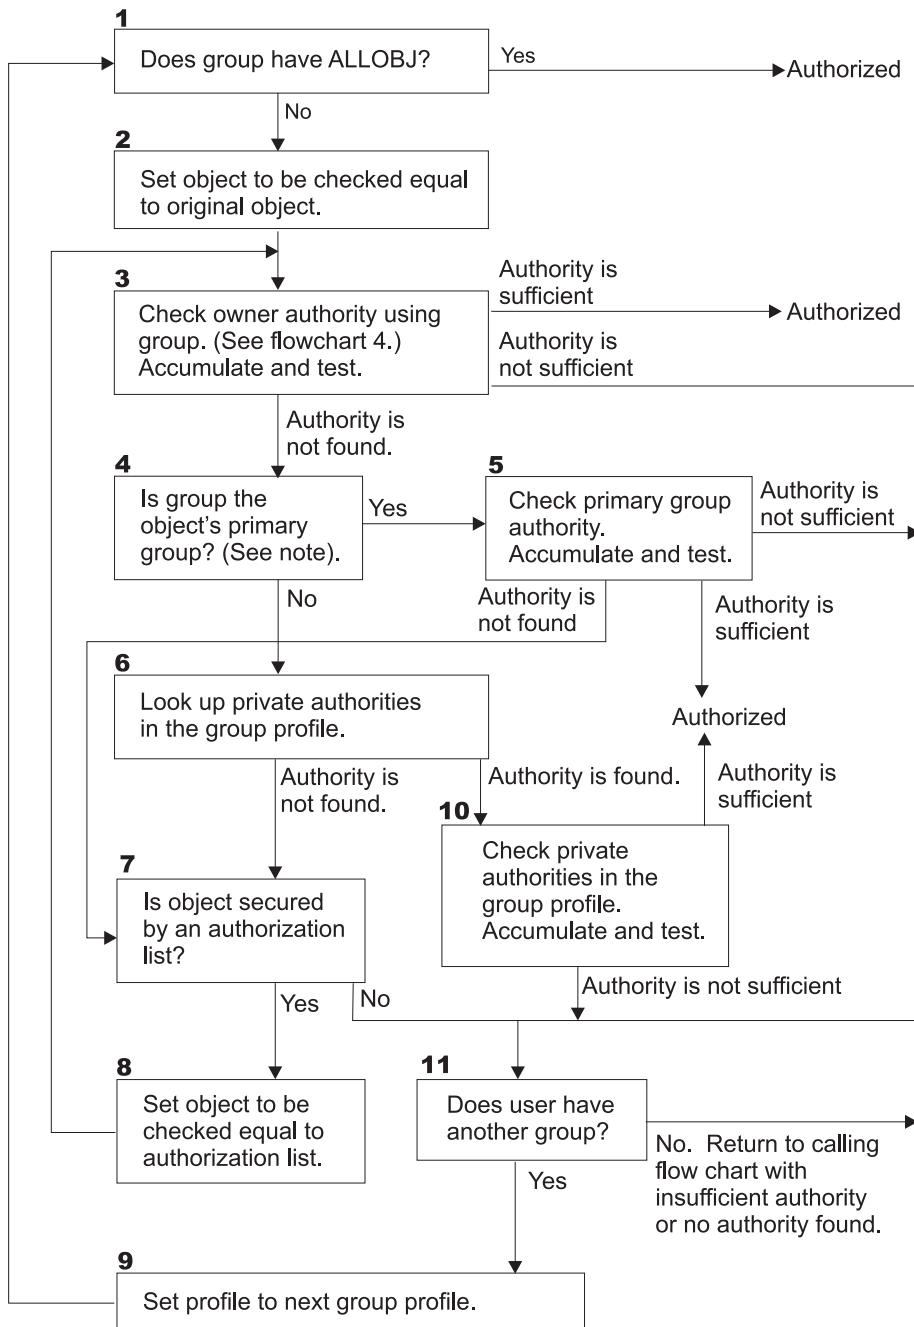 1
Does group have ALLOBJ?
Yes
Authorized
No
2
Set object to be checked equal
to original object.
3
Check owner authority using
group. (See flowchart 4.)
Accumulate and test.
Authority is
sufficient
Authorized
Authority is
not sufficient
Authority is
not found.
4
Is group the
object's primary
group? (See note).
Yes
5
Check primary group
authority.
Accumulate and test.
Authority is
not sufficient
No
Authority is
not found
Authority is
sufficient
6
Look up private authorities
in the group profile.
Authorized
Authority is
not found.
Authority is found.
Authority is
sufficient
10
Check private
authorities in the
group profile.
Accumulate and test.
7
Is object secured
by an authorization
list?
Yes
No
Authority is not sufficient
8
Set object to be
checked equal to
authorization list.
11
Does user have
another group?
No. Return to calling
flow chart with
insufficient authority
or no authority found.
Yes
9
Set profile to next group profile.